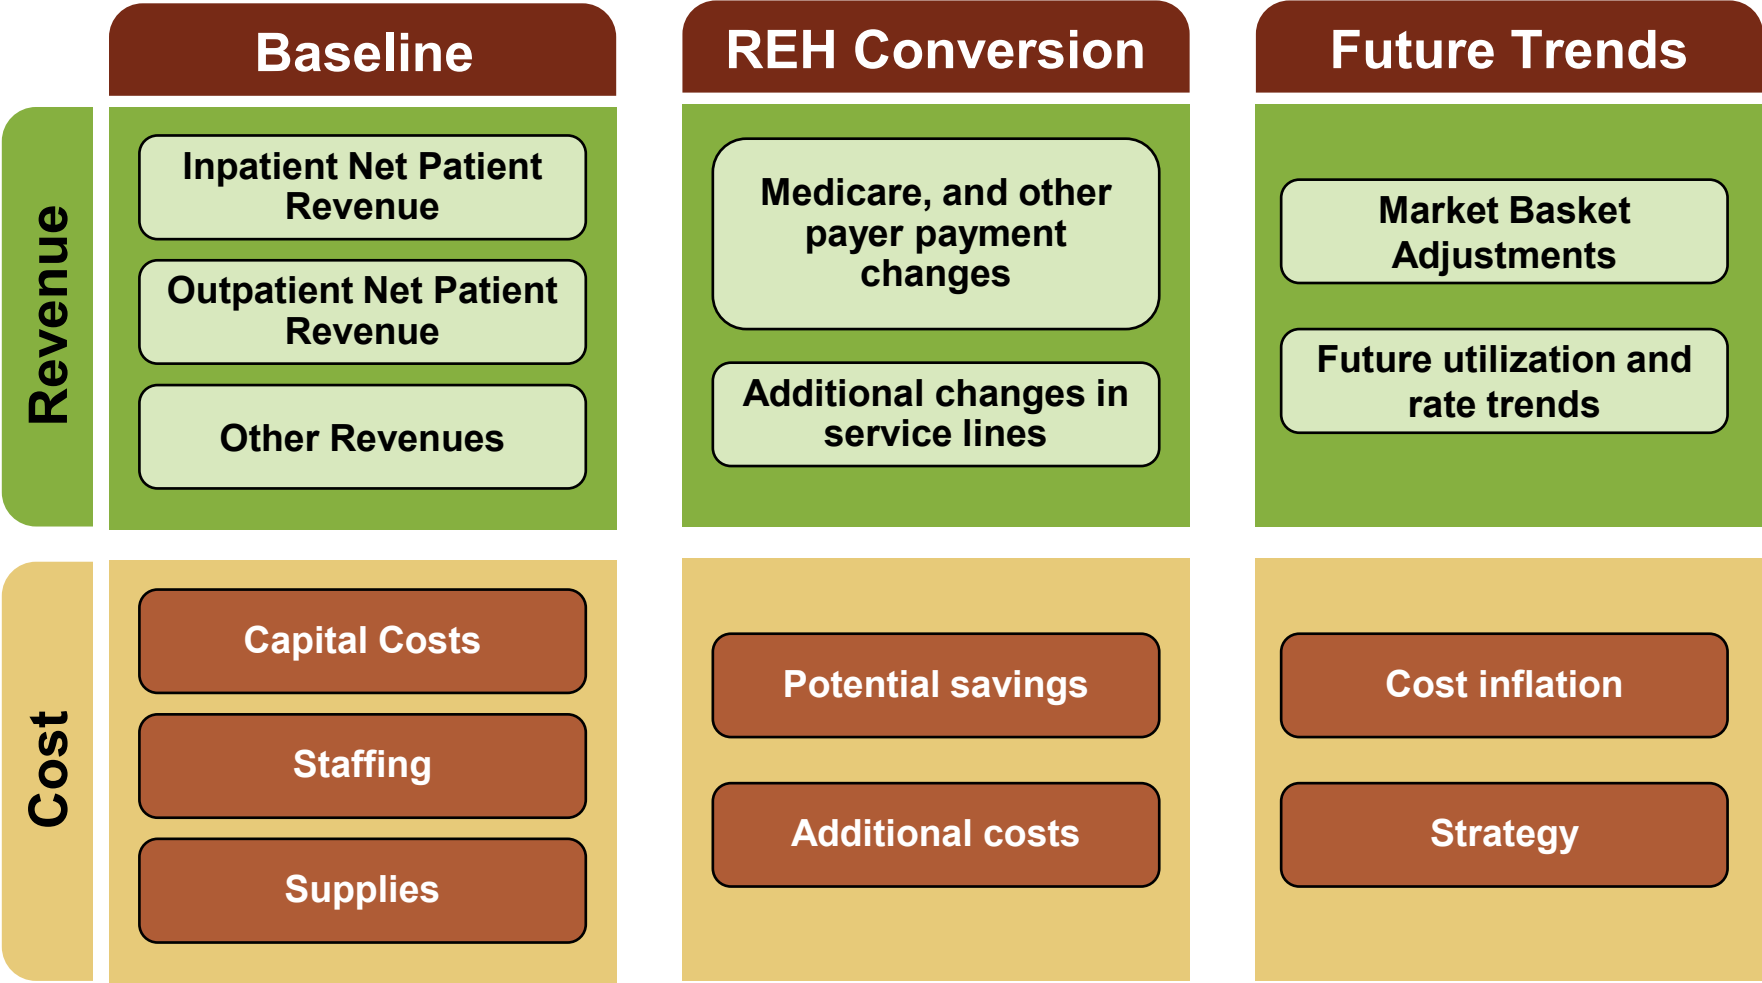 Baseline
REH Conversion
Future Trends
Revenue
Inpatient Net Patient
Revenue
Outpatient Net Patient
Revenue
Other Revenues
Medicare, and other
payer payment
changes
Additional changes in
service lines
Market Basket
Adjustments
Future utilization and
rate trends
Cost
Capital Costs
Staffing
Supplies
Potential savings
Additional costs
Cost inflation
Strategy